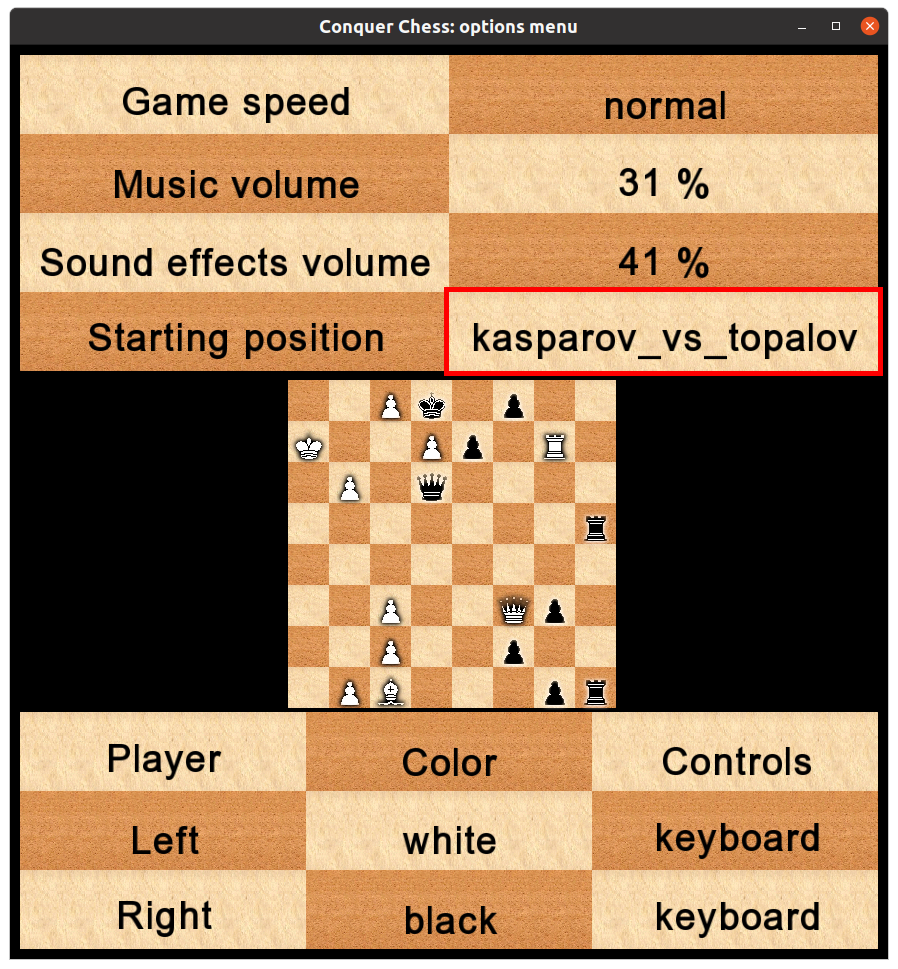 Conquer Chess: options menu
Game speed normal
Music volume 31 %
Sound effects volume 41 %
Starting position kasparov_vs_topalov
Player Color Controls
Left white keyboard
Right black keyboard